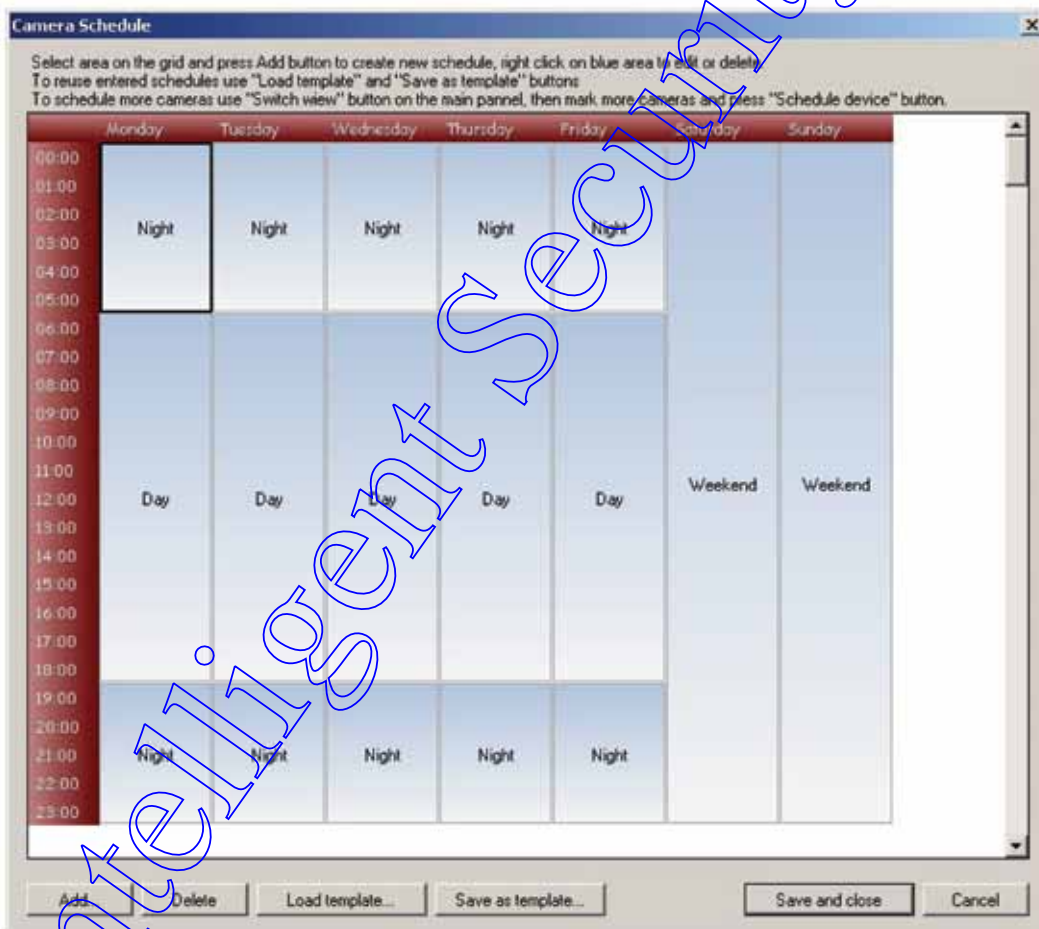 Camera Schedule
Select area on the grid and press Add button to create new schedule, right click on blue area to edit or delete
To reuse entered schedules use "Load template" and "Save as template" buttons
To schedule more cameras use "Switch wiew" button on the main pannel, then mark more cameras and press "Schedule device" button.
Monday Tuesday Wednesday Thursday Friday Saturday Sunday
00:00
01:00
02:00
03:00
04:00
05:00
Night Night Night Night Night
06:00
07:00
08:00
09:00
10:00
11:00
12:00
13:00
14:00
15:00
16:00
17:00
18:00
Day Day Day Day Day Weekend Weekend
19:00
20:00
21:00
22:00
23:00
Night Night Night Night Night
Add... Delete Load template... Save as template... Save and close Cancel
ntelligent Securit